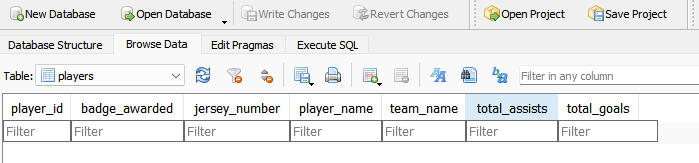 New Database Open Database Write Changes Revert Changes Open Project Save Project
Database Structure Browse Data Edit Pragmas Execute SQL
Table: players Filter in any column
player_id badge_awarded jersey_number player_name team_name total_assists total_goals
Filter Filter Filter Filter Filter Filter Filter